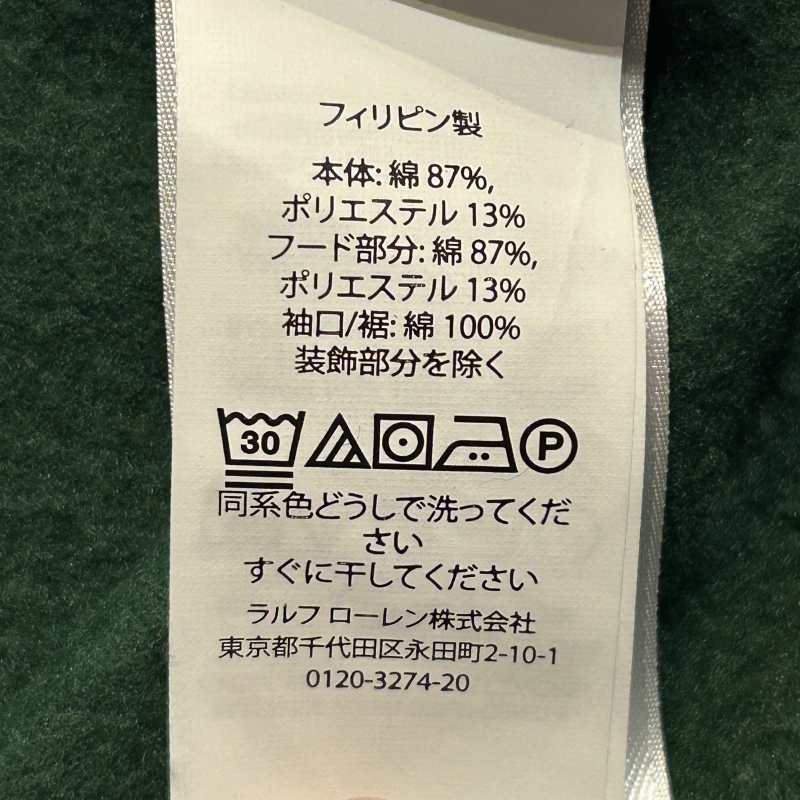 フィリピン製
本体: 綿 87%,
ポリエステル 13%
フード部分: 綿 87%,
ポリエステル 13%
袖口/裾: 綿 100%
装飾部分を除く
30 P
同系色どうしで洗ってくだ
さい
すぐに干してください
ラルフ ローレン株式会社
東京都千代田区永田町2-10-1
0120-3274-20